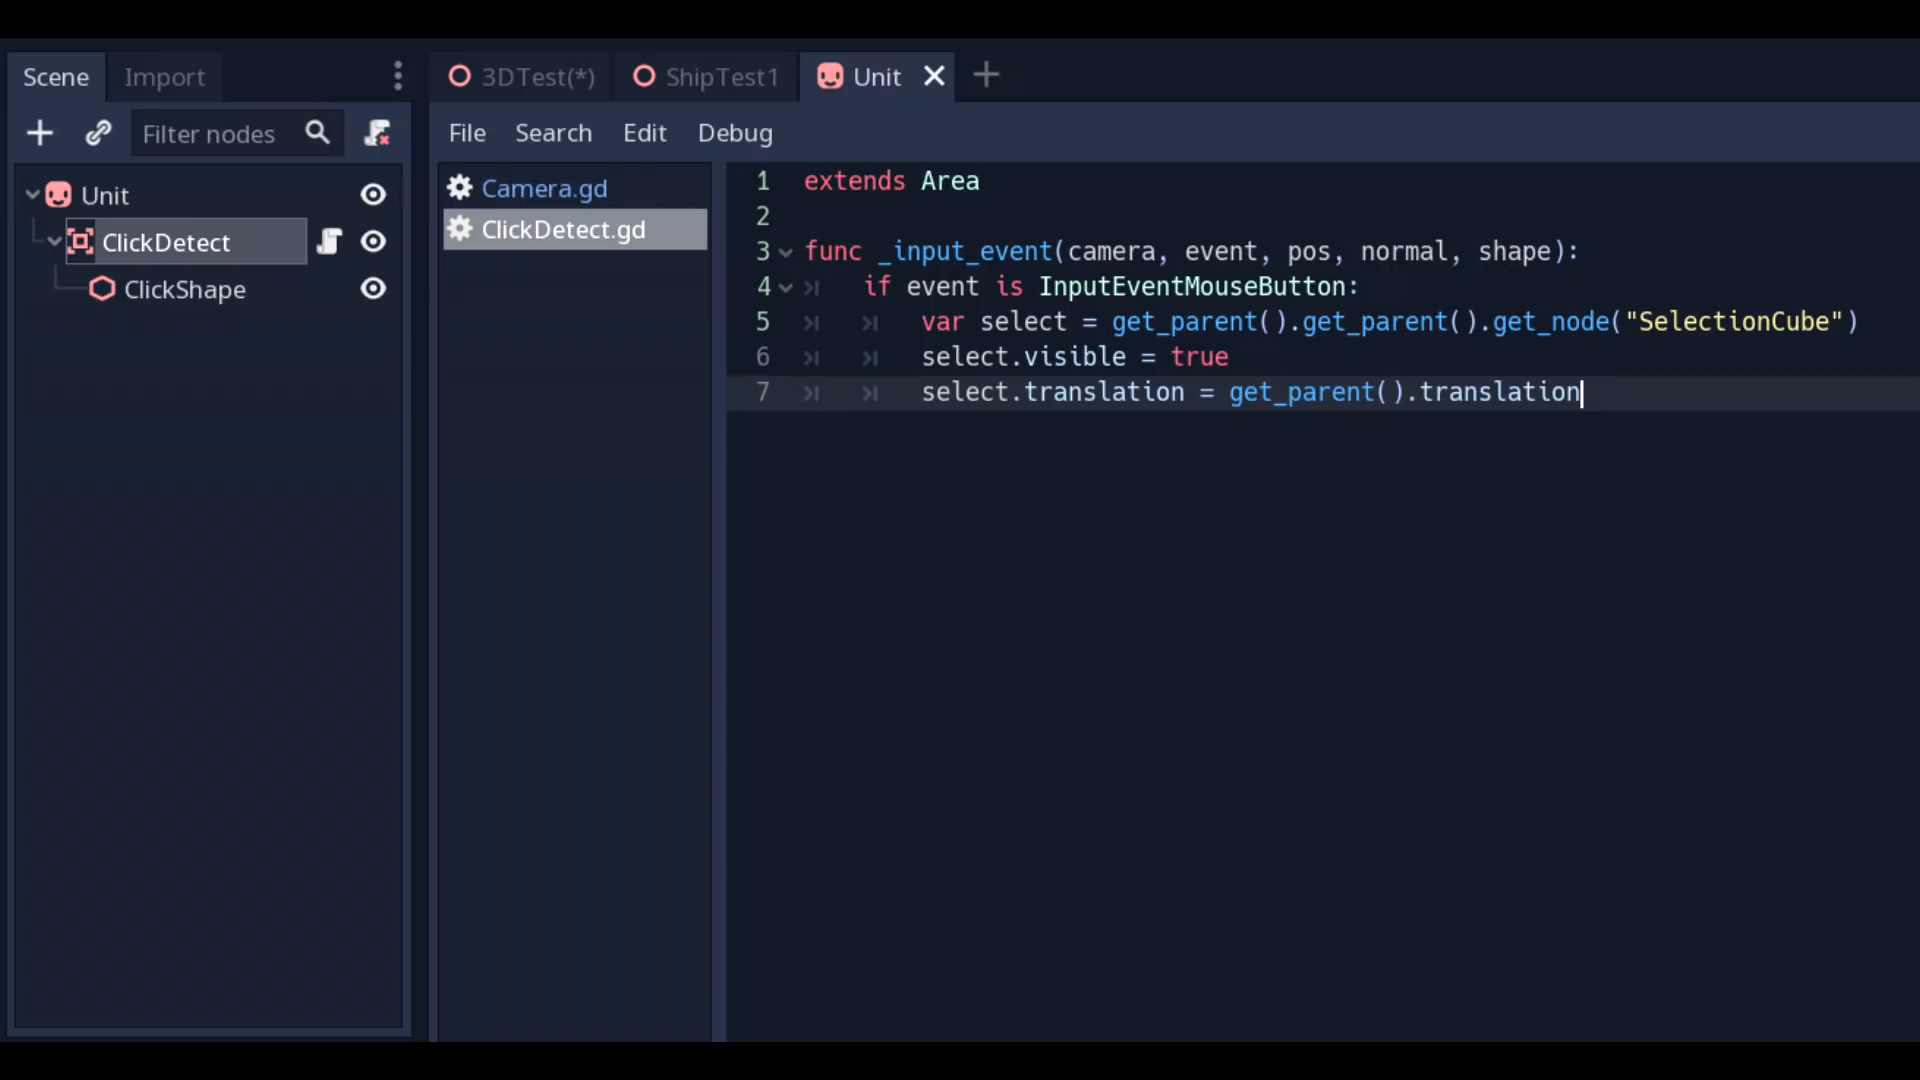 Scene Import
3DTest(*) ShipTest1 Unit
Filter nodes
File Search Edit Debug
Unit
ClickDetect
ClickShape
Camera.gd
ClickDetect.gd
1 extends Area
2
3 func _input_event(camera, event, pos, normal, shape):
4 if event is InputEventMouseButton:
5 var select = get_parent().get_parent().get_node("SelectionCube")
6 select.visible = true
7 select.translation = get_parent().translation